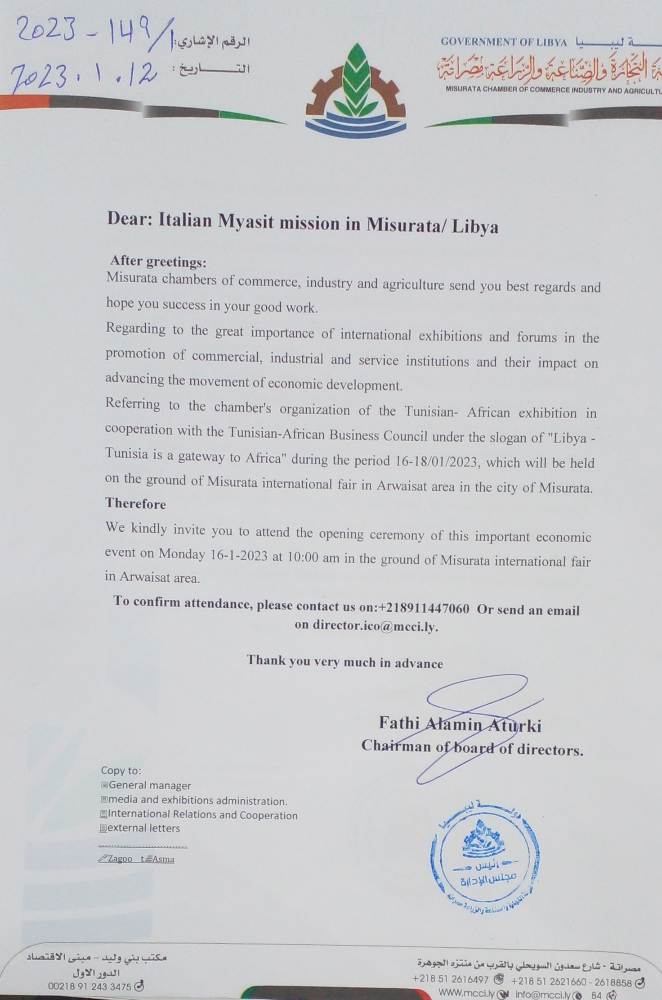 2023 - 149/1 الرقم الإشاري:
2023.1.12 التـــــاريخ :
GOVERNMENT OF LIBYA ـــة ليبـــــيا
ـة التجارة والصناعة والزراعة مصراتة
MISURATA CHAMBER OF COMMERCE INDUSTRY AND AGRICULTU
Dear: Italian Myasit mission in Misurata/ Libya
After greetings:
Misurata chambers of commerce, industry and agriculture send you best regards and
hope you success in your good work.
Regarding to the great importance of international exhibitions and forums in the
promotion of commercial, industrial and service institutions and their impact on
advancing the movement of economic development.
Referring to the chamber's organization of the Tunisian- African exhibition in
cooperation with the Tunisian-African Business Council under the slogan of "Libya -
Tunisia is a gateway to Africa" during the period 16-18/01/2023, which will be held
on the ground of Misurata international fair in Arwaisat area in the city of Misurata.
Therefore
We kindly invite you to attend the opening ceremony of this important economic
event on Monday 16-1-2023 at 10:00 am in the ground of Misurata international fair
in Arwaisat area.
To confirm attendance, please contact us on:+218911447060 Or send an email
on director.ico@mcci.ly.
Thank you very much in advance
Fathi Alamin Aturki
Chairman of board of directors.
Copy to:
General manager
media and exhibitions administration.
International Relations and Cooperation
external letters
............................
Zagoo t Asma
دولـــة ليبـــيا
مجلس الإدارة
غرفة التجارة والصناعة والزراعة مصراتة
مكتب بني وليد – مبنى الاقتصاد
الدور الاول
00218 91 243 3475
مصراتة - شارع سعدون السويحلي بالقرب من منتزه الجوهرة
+218 51 2616497 +218 51 2621660 - 2618858
WWW.mcci.ly info@mcci.ly 84